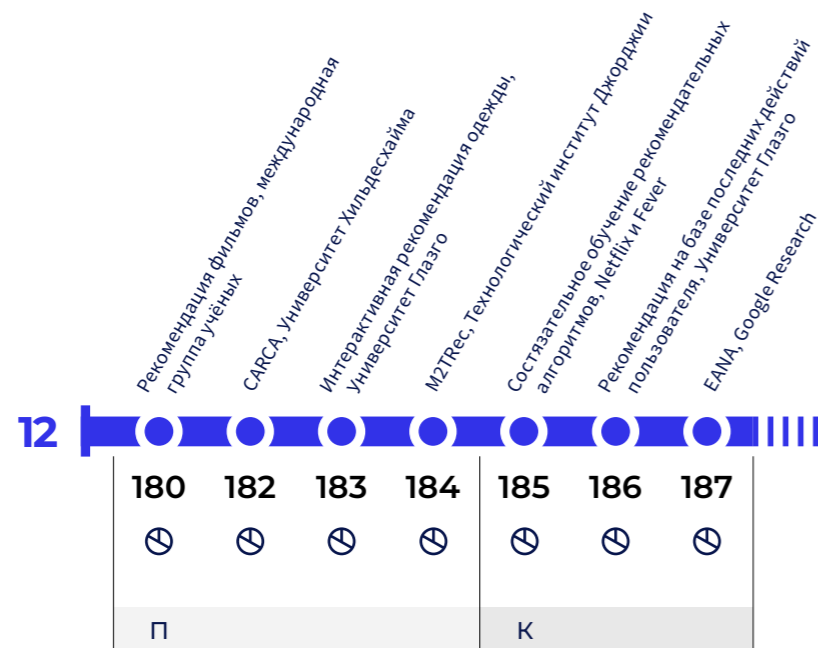 Рекомендация фильмов, международная
группа учёных
CARCA, Университет Хильдесхайма
Интерактивная рекомендация одежды,
Университет Глазго
M2TRec, Технологический институт Джорджии
Состязательное обучение рекомендательных
алгоритмов, Netflix и Fever
Рекомендация на базе последних действий
пользователя, Университет Глазго
EANA, Google Research
12
180 182 183 184 185 186 187
П К